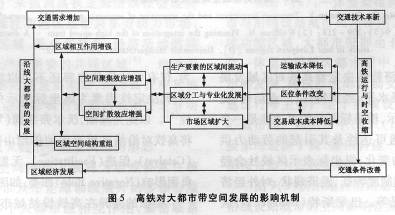 交通需求增加
交通技术革新
区域相互作用增强
沿线大都市带的发展
空间聚集效应增强
空间扩散效应增强
区域空间结构重组
生产要素的区域间流动
区域分工与专业化发展
市场区域扩大
运输成本降低
区位条件改变
交易成本成本降低
高铁运行与时空收缩
区域经济发展
交通条件改善
图5 高铁对大都市带空间发展的影响机制